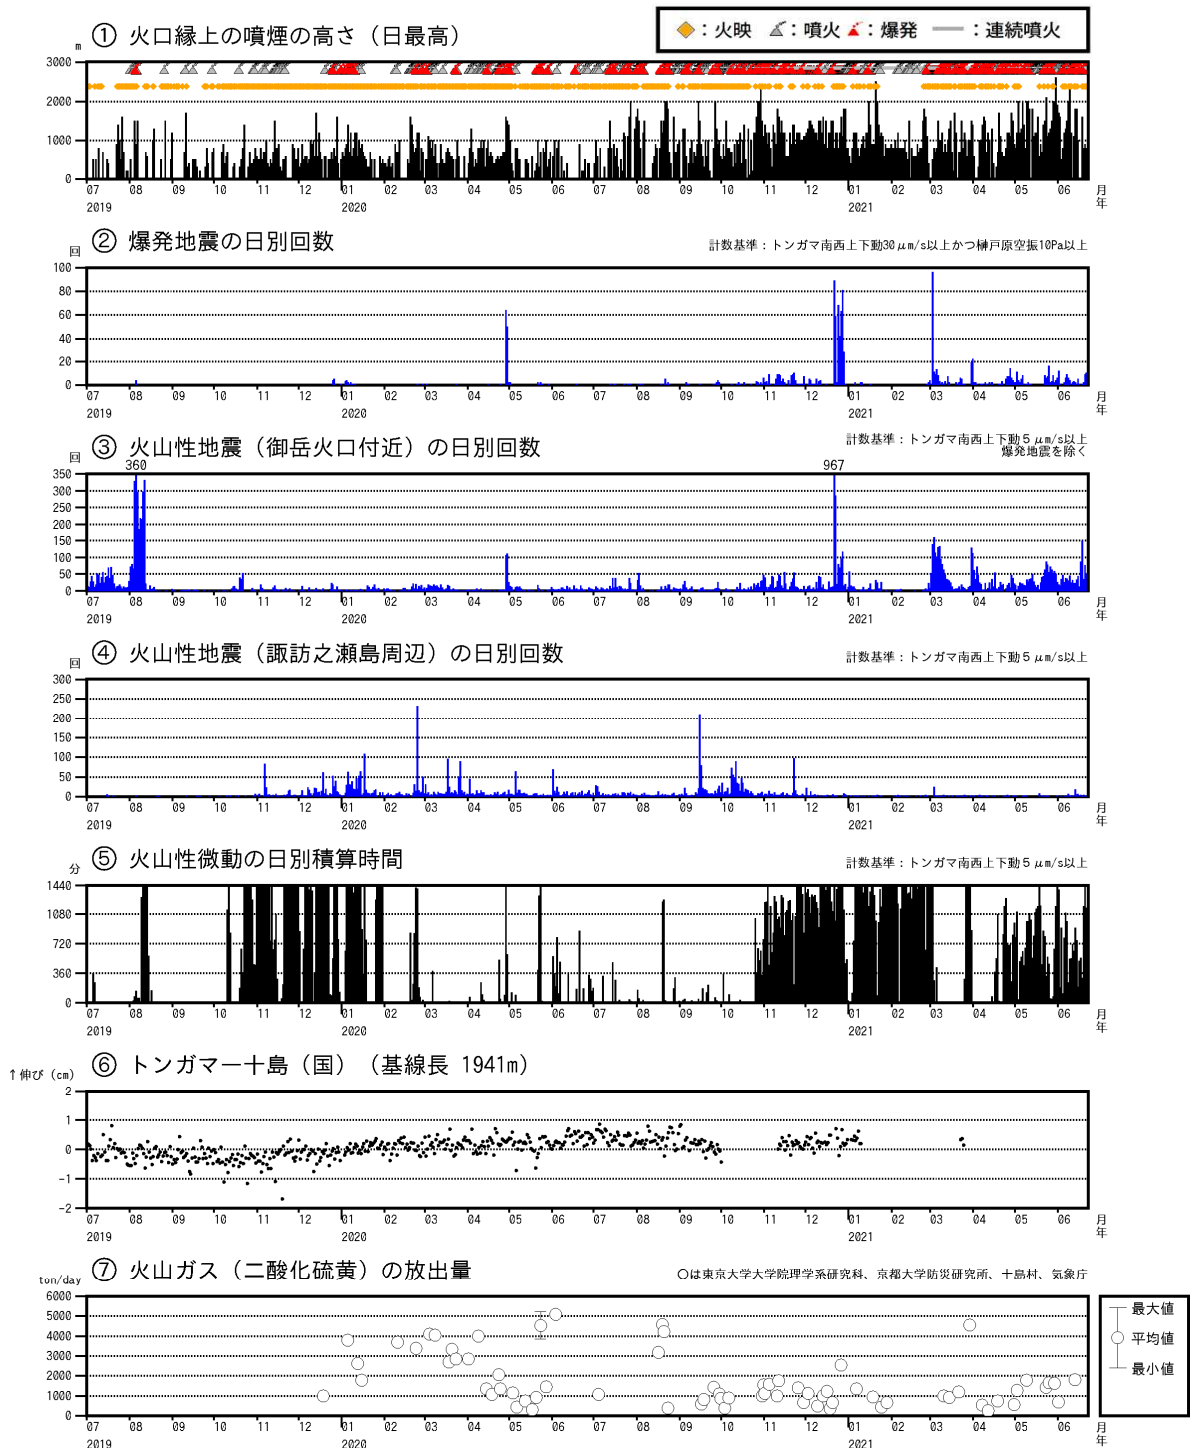 ① 火口縁上の噴煙の高さ（日最高）
◆：火映 ：噴火 ：爆発 ：連続噴火
m
3000
2000
1000
0
07 08 09 10 11 12 01 02 03 04 05 06 07 08 09 10 11 12 01 02 03 04 05 06 月
2019 2020 2021 年
② 爆発地震の日別回数
計数基準：トンガマ南西上下動30μm/s以上かつ榊戸原空振10Pa以上
回
100
80
60
40
20
0
07 08 09 10 11 12 01 02 03 04 05 06 07 08 09 10 11 12 01 02 03 04 05 06 月
2019 2020 2021 年
③ 火山性地震（御岳火口付近）の日別回数
計数基準：トンガマ南西上下動５μm/s以上
爆発地震を除く
回
360 967
350
300
250
200
150
100
50
0
07 08 09 10 11 12 01 02 03 04 05 06 07 08 09 10 11 12 01 02 03 04 05 06 月
2019 2020 2021 年
④ 火山性地震（諏訪之瀬島周辺）の日別回数
計数基準：トンガマ南西上下動５μm/s以上
回
300
250
200
150
100
50
0
07 08 09 10 11 12 01 02 03 04 05 06 07 08 09 10 11 12 01 02 03 04 05 06 月
2019 2020 2021 年
⑤ 火山性微動の日別積算時間
計数基準：トンガマ南西上下動５μm/s以上
分
1440
1080
720
360
0
07 08 09 10 11 12 01 02 03 04 05 06 07 08 09 10 11 12 01 02 03 04 05 06 月
2019 2020 2021 年
⑥ トンガマー十島（国）（基線長 1941m）
↑伸び（cm）
2
1
0
-1
-2
07 08 09 10 11 12 01 02 03 04 05 06 07 08 09 10 11 12 01 02 03 04 05 06 月
2019 2020 2021 年
⑦ 火山ガス（二酸化硫黄）の放出量
○は東京大学大学院理学系研究科、京都大学防災研究所、十島村、気象庁
ton/day
6000
5000
4000
3000
2000
1000
0
最大値
平均値
最小値
07 08 09 10 11 12 01 02 03 04 05 06 07 08 09 10 11 12 01 02 03 04 05 06 月
2019 2020 2021 年